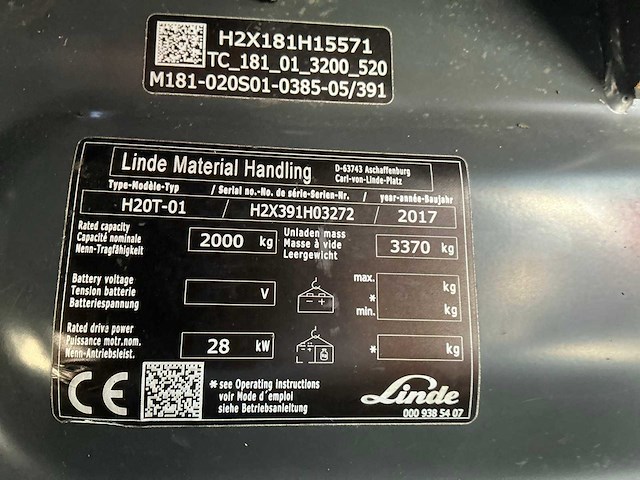 H2X181H15571
TC_181_01_3200_520
M181-020S01-0385-05/391
Linde Material Handling
D-63743 Aschaffenburg
Carl-von-Linde-Platz
Type-Modèle-Typ / Serial no.-No. de série-Serien-Nr. / year-année-Baujahr
H20T-01 / H2X391H03272 / 2017
Rated capacity
Capacité nominale
Nenn-Tragfähigkeit
2000 kg
Unladen mass
Masse à vide
Leergewicht
3370 kg
Battery voltage
Tension batterie
Batteriespannung
V
- +
max.
*
min.
kg
kg
Rated drive power
Puissance motr.nom.
Nenn-Antriebsleist.
28 kW
* kg
CE
* see Operating Instructions
voir Mode d'emploi
siehe Betriebsanleitung
Linde
000 938 54 07